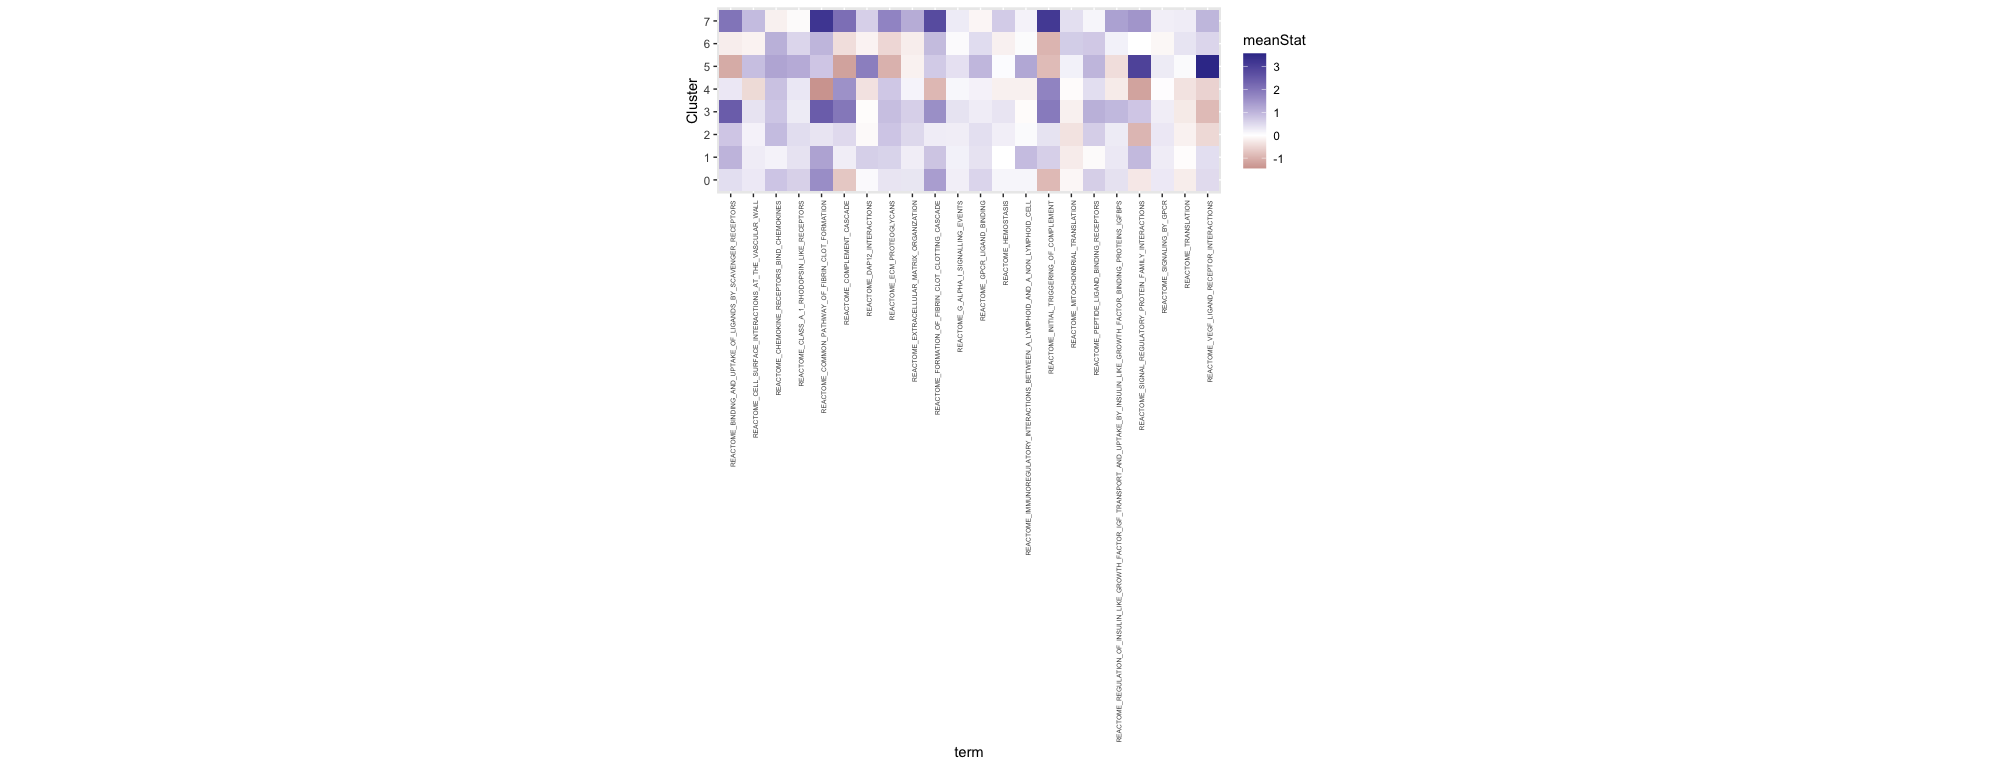 meanStat
3
2
1
0
-1
Cluster
7
6
5
4
3
2
1
0
REACTOME_BINDING_AND_UPTAKE_OF_LIGANDS_BY_SCAVENGER_RECEPTORS
REACTOME_CELL_SURFACE_INTERACTIONS_AT_THE_VASCULAR_WALL
REACTOME_CHEMOKINE_RECEPTORS_BIND_CHEMOKINES
REACTOME_CLASS_A_1_RHODOPSIN_LIKE_RECEPTORS
REACTOME_COMMON_PATHWAY_OF_FIBRIN_CLOT_FORMATION
REACTOME_COMPLEMENT_CASCADE
REACTOME_DAP12_INTERACTIONS
REACTOME_ECM_PROTEOGLYCANS
REACTOME_EXTRACELLULAR_MATRIX_ORGANIZATION
REACTOME_FORMATION_OF_FIBRIN_CLOT_CLOTTING_CASCADE
REACTOME_G_ALPHA_I_SIGNALLING_EVENTS
REACTOME_GPCR_LIGAND_BINDING
REACTOME_HEMOSTASIS
REACTOME_IMMUNOREGULATORY_INTERACTIONS_BETWEEN_A_LYMPHOID_AND_A_NON_LYMPHOID_CELL
REACTOME_INITIAL_TRIGGERING_OF_COMPLEMENT
REACTOME_MITOCHONDRIAL_TRANSLATION
REACTOME_PEPTIDE_LIGAND_BINDING_RECEPTORS
REACTOME_REGULATION_OF_INSULIN_LIKE_GROWTH_FACTOR_IGF_TRANSPORT_AND_UPTAKE_BY_INSULIN_LIKE_GROWTH_FACTOR_BINDING_PROTEINS_IGFBPS
REACTOME_SIGNAL_REGULATORY_PROTEIN_FAMILY_INTERACTIONS
REACTOME_SIGNALING_BY_GPCR
REACTOME_TRANSLATION
REACTOME_VEGF_LIGAND_RECEPTOR_INTERACTIONS
term